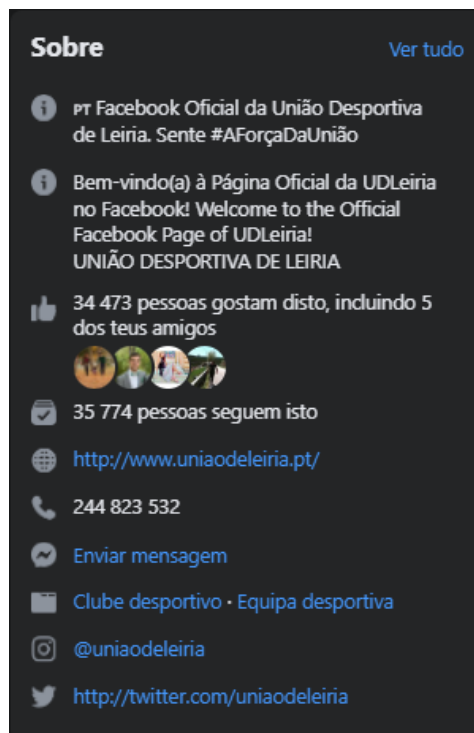 Sobre
Ver tudo
PT Facebook Oficial da União Desportiva
de Leiria. Sente #AForçaDaUnião
Bem-vindo(a) à Página Oficial da UDLeiria
no Facebook! Welcome to the Official
Facebook Page of UDLeiria!
UNIÃO DESPORTIVA DE LEIRIA
34 473 pessoas gostam disto, incluindo 5
dos teus amigos
35 774 pessoas seguem isto
http://www.uniaodeleiria.pt/
244 823 532
Enviar mensagem
Clube desportivo · Equipa desportiva
@uniaodeleiria
http://twitter.com/uniaodeleiria